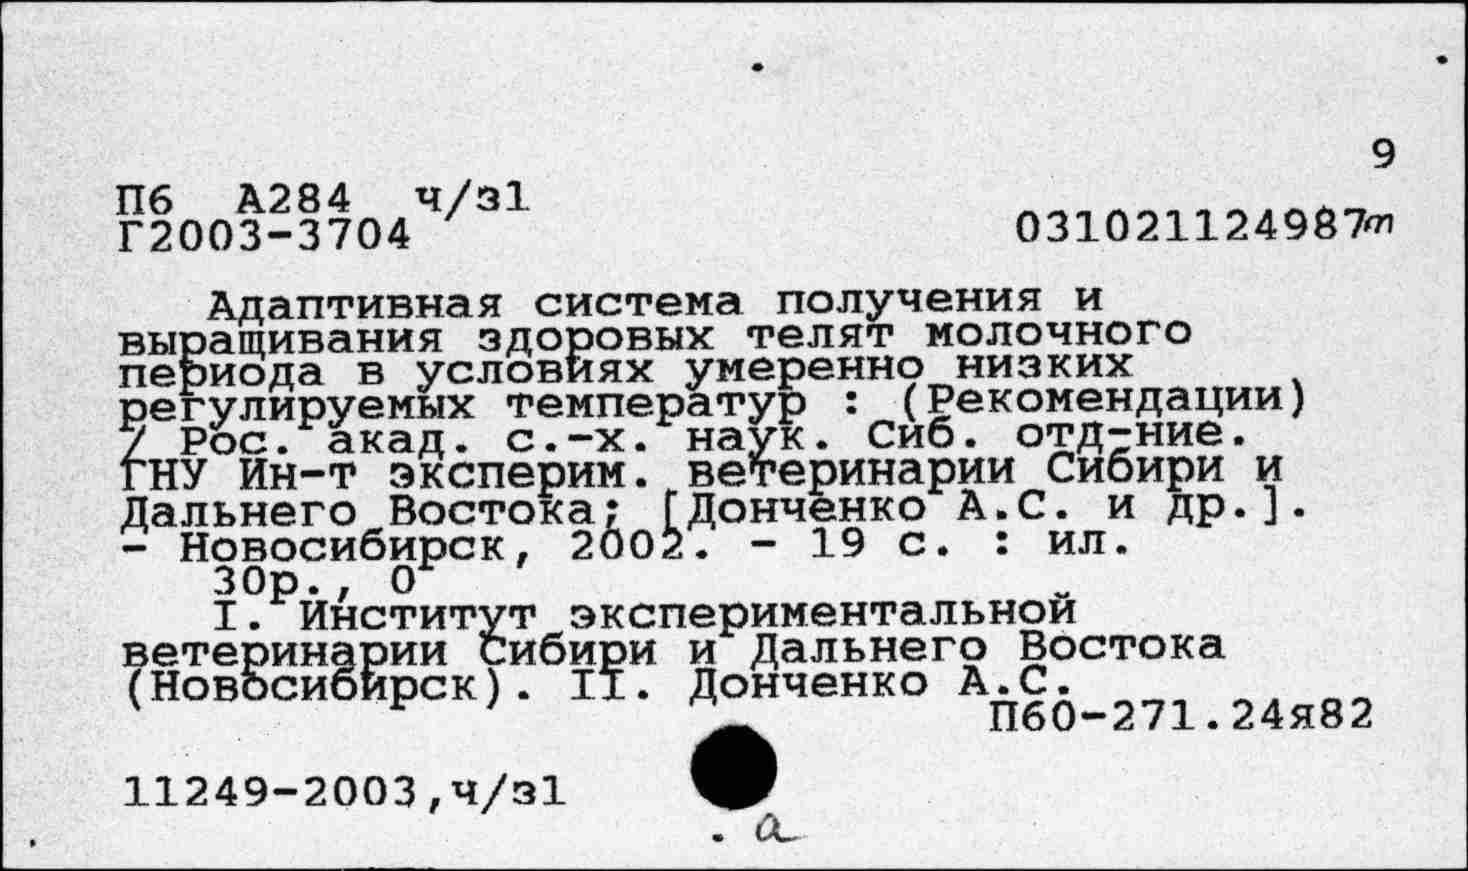 9
П6 А284 ч/з1
Г2003-3704 031021124987m
Адаптивная система получения и
выращивания здоровых телят молочного
периода в условиях умеренно низких
регулируемых температур : (Рекомендации)
/ Рос. акад. с.-х. наук. Сиб. отд-ние.
ГНУ Ин-т эксперим. ветеринарии Сибири и
Дальнего Востока; [Донченко А.С. и др.].
- Новосибирск, 2002. - 19 с. : ил.
30р., 0
I. Институт экспериментальной
ветеринарии Сибири и Дальнего Востока
(Новосибирск). II. Донченко А.С.
П60-271.24я82
11249-2003,ч/з1
а